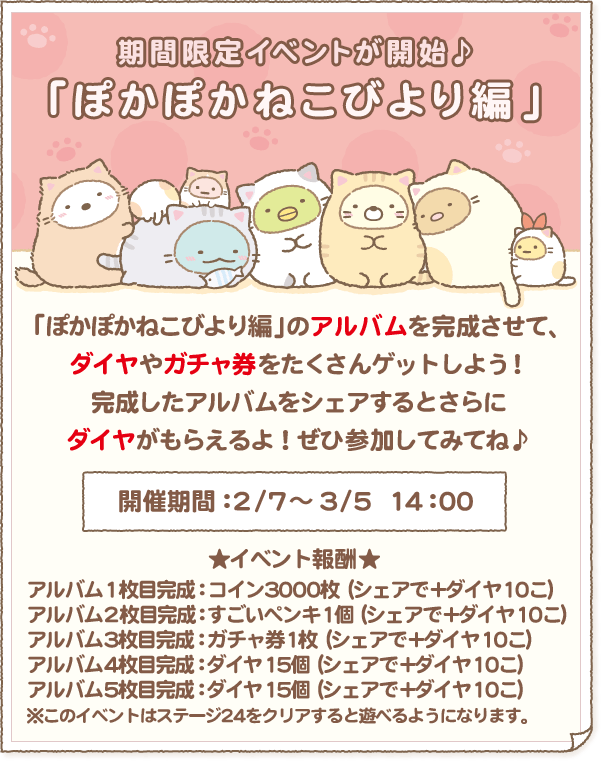 期間限定イベントが開始♪
「ぽかぽかねこびより編」
「ぽかぽかねこびより編」のアルバムを完成させて、
ダイヤやガチャ券をたくさんゲットしよう！
完成したアルバムをシェアするとさらに
ダイヤがもらえるよ！ぜひ参加してみてね♪
開催期間：2/7～3/5 14：00
★イベント報酬★
アルバム1枚目完成：コイン3000枚（シェアで＋ダイヤ10こ）
アルバム2枚目完成：すごいペンキ1個（シェアで＋ダイヤ10こ）
アルバム3枚目完成：ガチャ券1枚（シェアで＋ダイヤ10こ）
アルバム4枚目完成：ダイヤ15個（シェアで＋ダイヤ10こ）
アルバム5枚目完成：ダイヤ15個（シェアで＋ダイヤ10こ）
※このイベントはステージ24をクリアすると遊べるようになります。